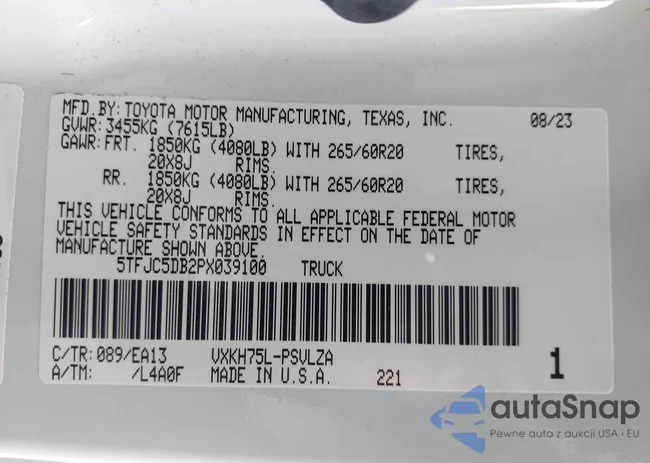 MFD.BY: TOYOTA MOTOR MANUFACTURING, TEXAS, INC. 08/23
GVWR: 3455KG (7615LB)
GAWR: FRT. 1850KG (4080LB) WITH 265/60R20 TIRES,
20X8J RIMS.
RR. 1850KG (4080LB) WITH 265/60R20 TIRES,
20X8J RIMS.
THIS VEHICLE CONFORMS TO ALL APPLICABLE FEDERAL MOTOR
VEHICLE SAFETY STANDARDS IN EFFECT ON THE DATE OF
MANUFACTURE SHOWN ABOVE.
5TFJC5DB2PX039100 TRUCK
C/TR: 089/EA13 VXKH75L-PSVLZA
A/TM: /L4A0F MADE IN U.S.A. 221 1
autaSnap
Pewne auta z aukcji USA i EU